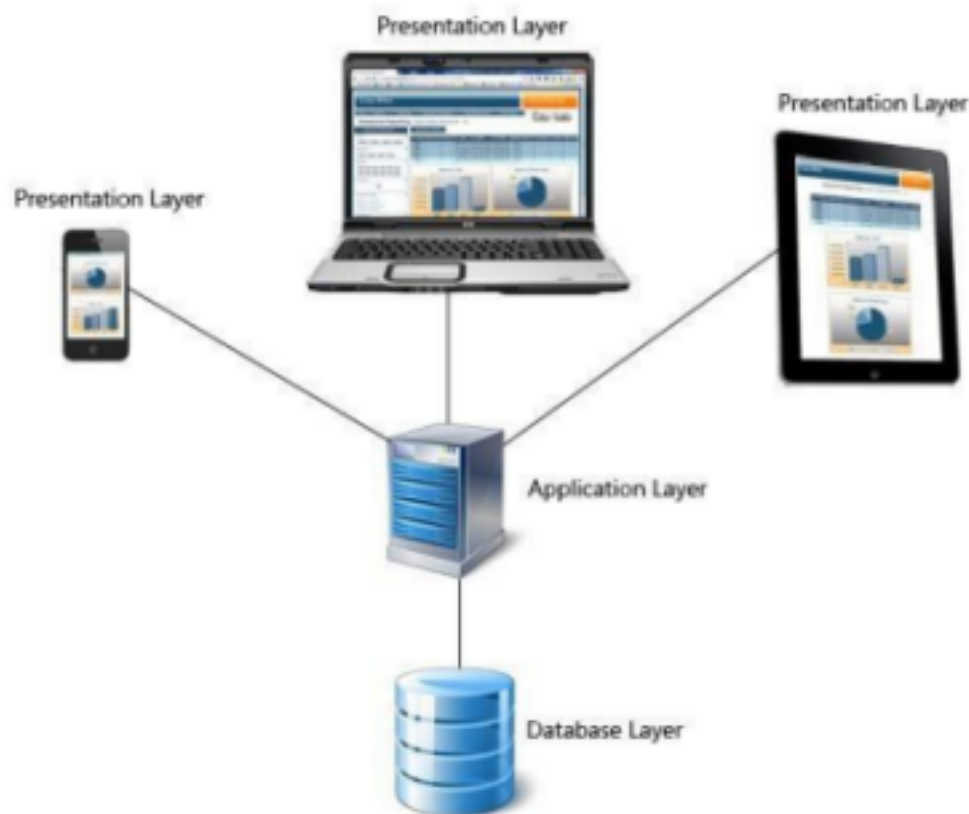 Presentation Layer
Presentation Layer
Presentation Layer
Application Layer
Database Layer